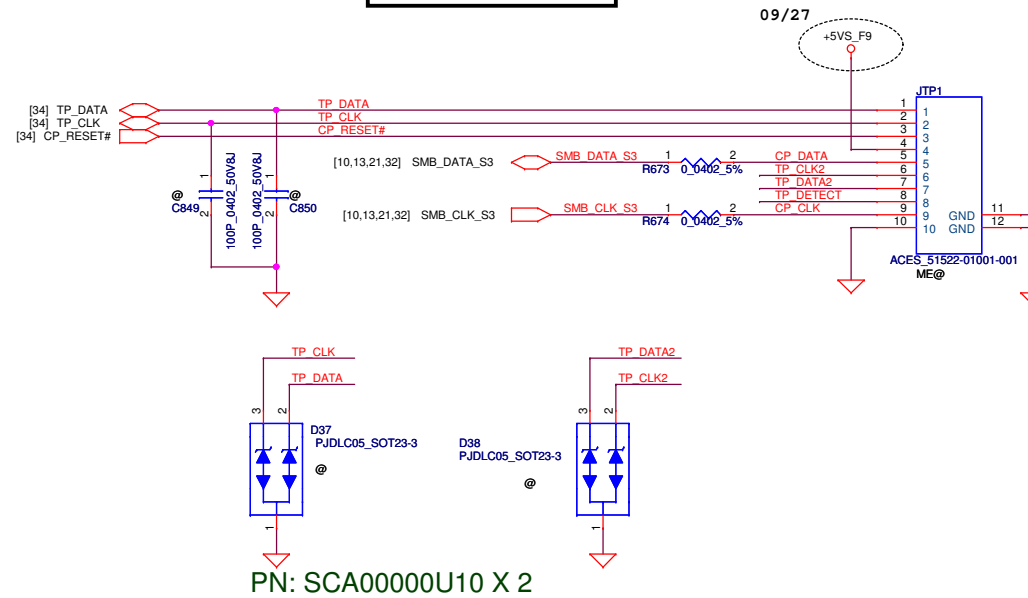 09/27
+5VS_F9
JTP1
[34] TP_DATA TP_DATA 1 1
[34] TP_CLK TP_CLK 2 2
[34] CP_RESET# CP_RESET# 3 3
4 4
[10,13,21,32] SMB_DATA_S3 SMB_DATA_S3 1 2 CP_DATA 5 5
R673 0_0402_5%
TP_CLK2 6 6
TP_DATA2 7 7
TP_DETECT 8 8
[10,13,21,32] SMB_CLK_S3 SMB_CLK_S3 1 2 CP_CLK 9 9 GND 11
R674 0_0402_5% 10 10 GND 12
ACES_51522-01001-001
ME@
1 1
@ @
C849 C850
2 2
100P_0402_50V8J
100P_0402_50V8J
TP_CLK
TP_DATA
3 2
D37
PJDLC05_SOT23-3
@
1
TP_DATA2
TP_CLK2
3 2
D38
PJDLC05_SOT23-3
@
1
PN: SCA00000U10 X 2